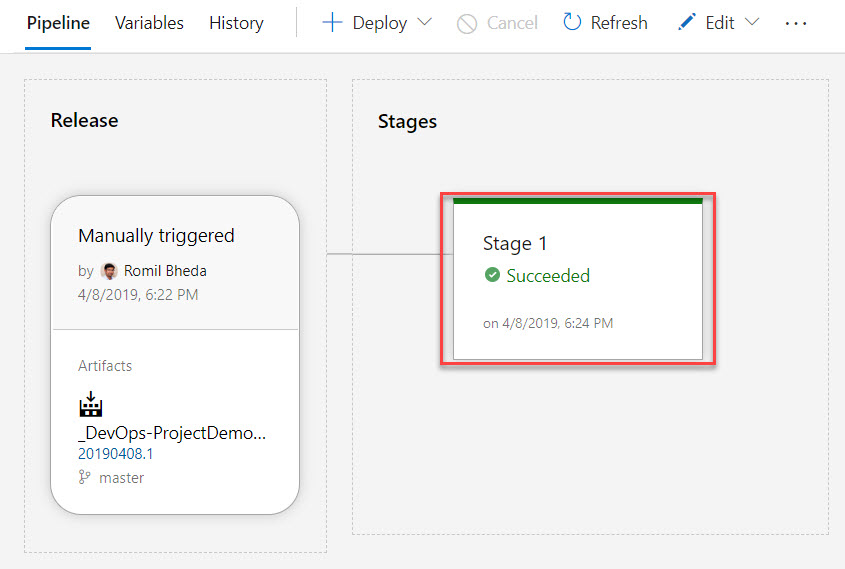 Pipeline Variables History Deploy Cancel Refresh Edit ...
Release
Manually triggered
by Romil Bheda
4/8/2019, 6:22 PM
Artifacts
_DevOps-ProjectDemo...
20190408.1
master
Stages
Stage 1
Succeeded
on 4/8/2019, 6:24 PM